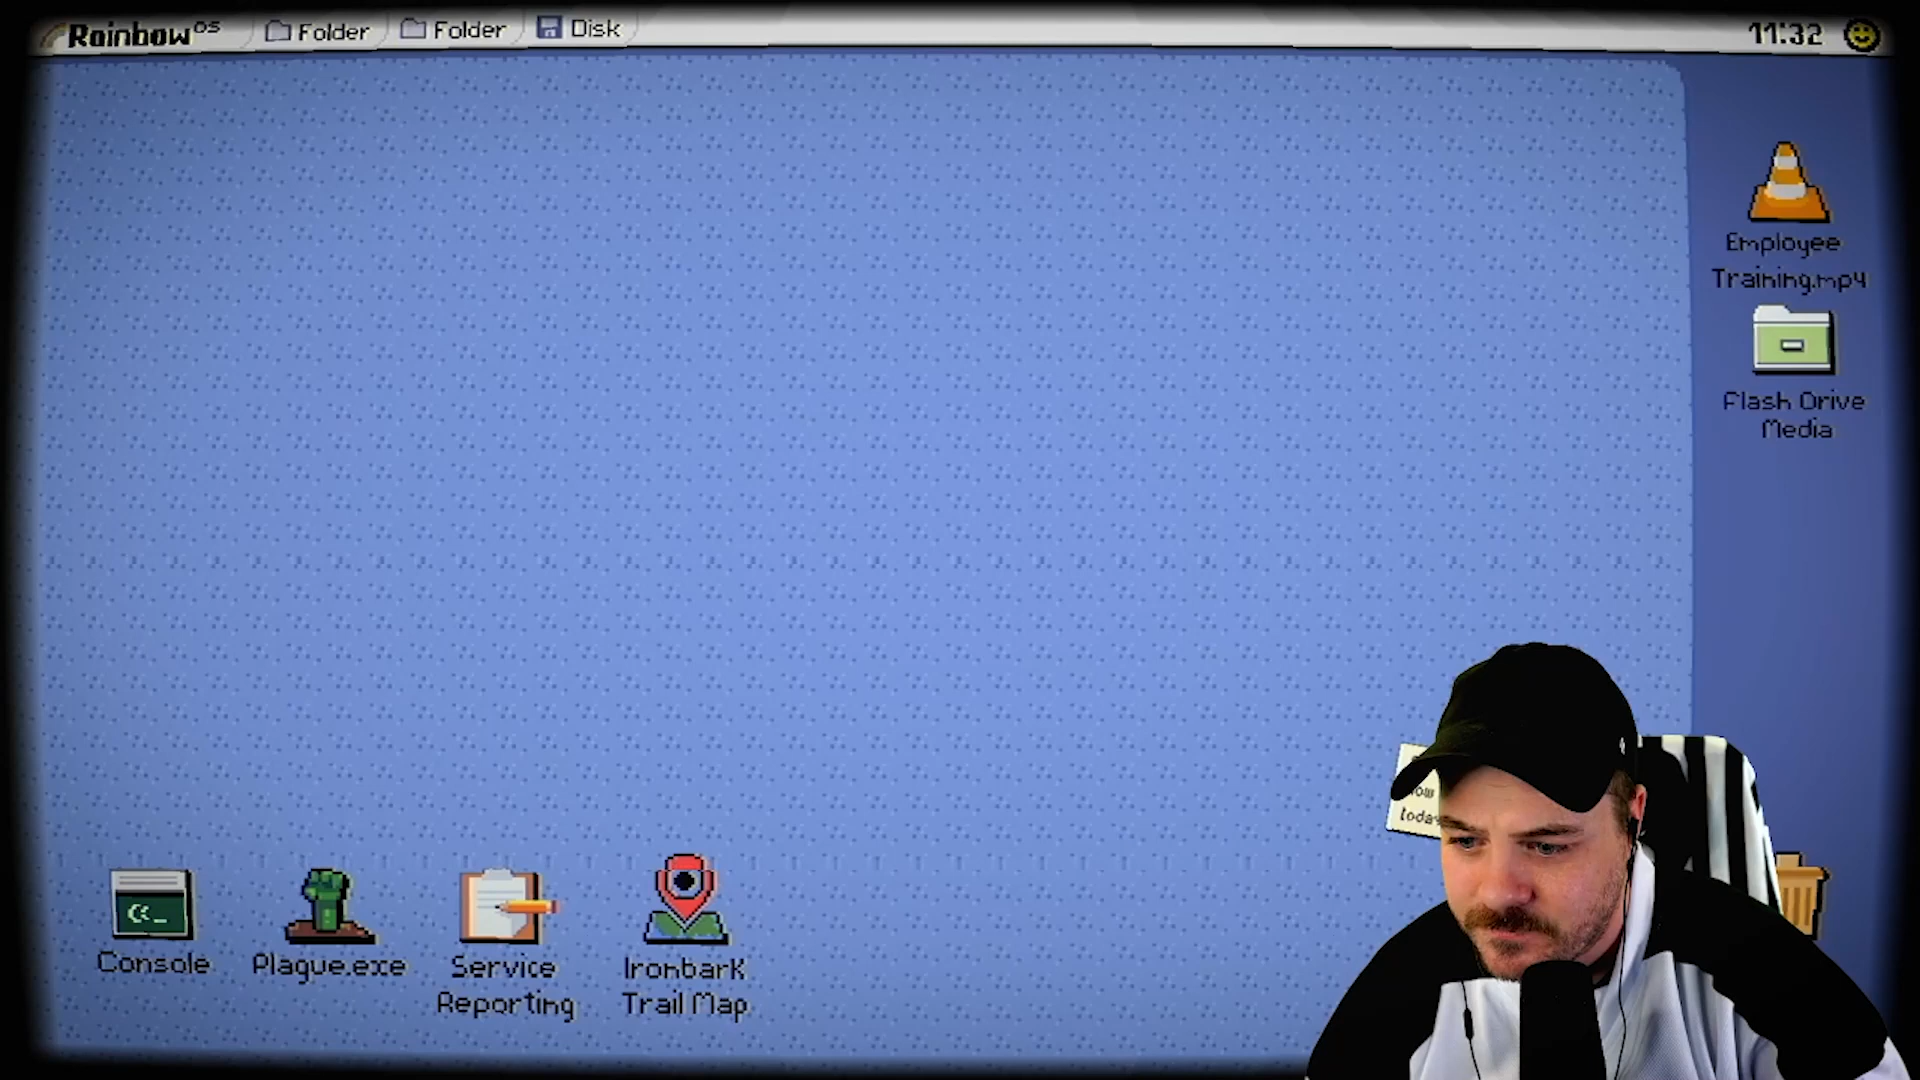 Rainbow OS
Folder
Folder
Disk
11:32
Employee
Training.mp4
Flash Drive
Media
today
Console
Plague.exe
Service
Reporting
Ironbark
Trail Map